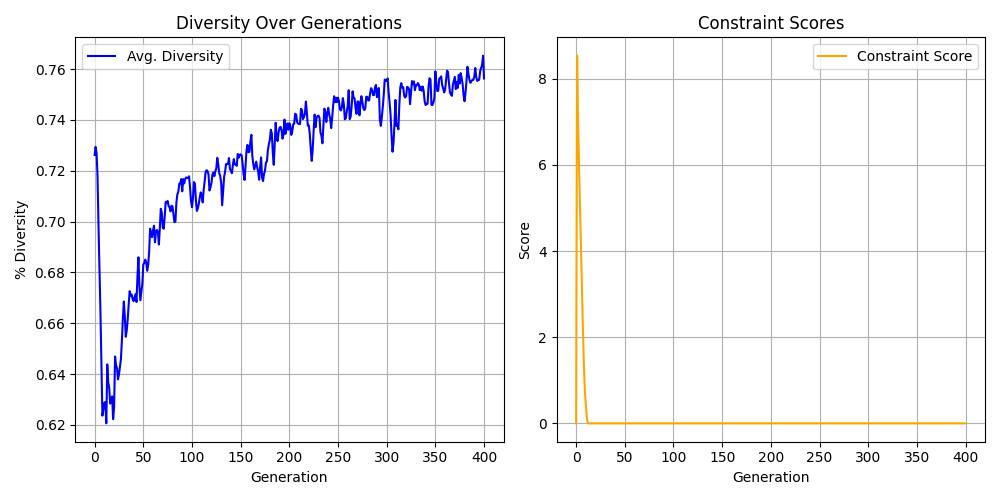 Diversity Over Generations
Avg. Diversity
% Diversity
0.76
0.74
0.72
0.70
0.68
0.66
0.64
0.62
0 50 100 150 200 250 300 350 400
Generation
Constraint Scores
Constraint Score
Score
8
6
4
2
0
0 50 100 150 200 250 300 350 400
Generation